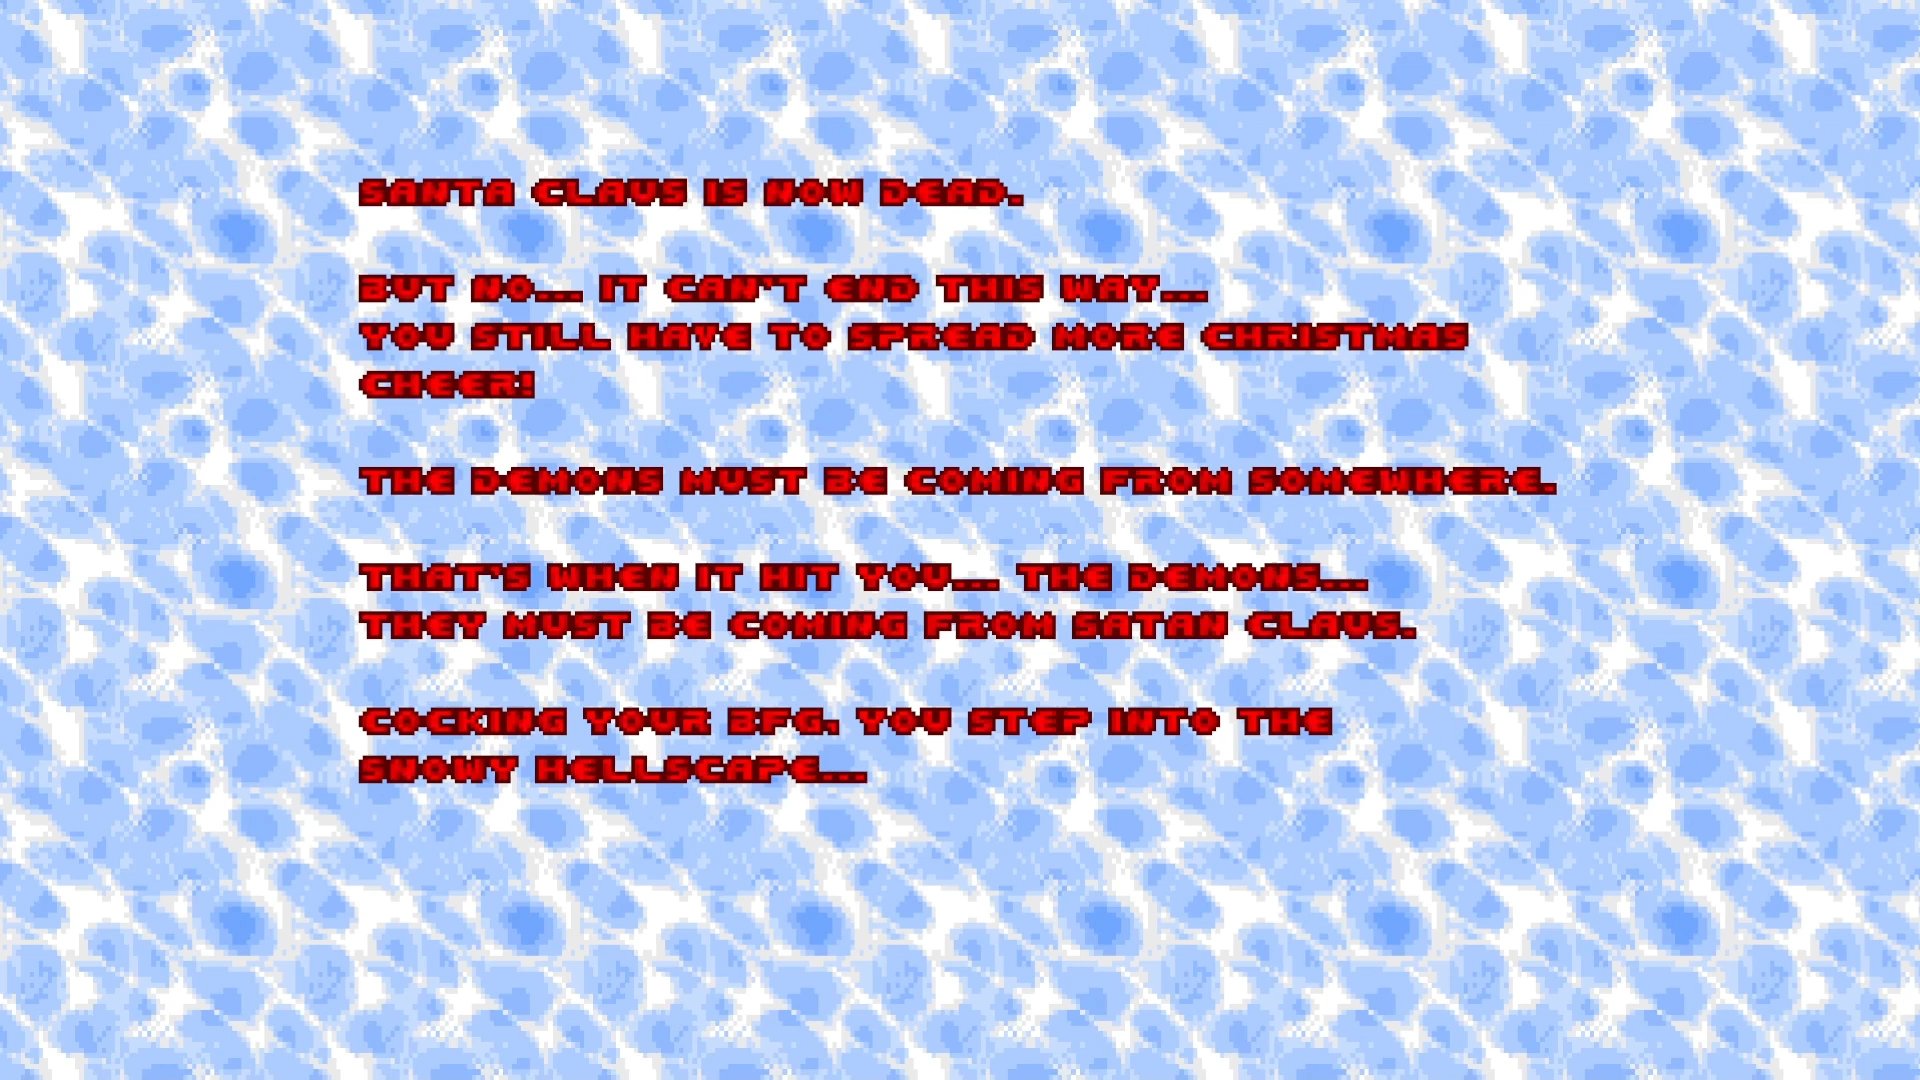 SANTA CLAUS IS NOW DEAD.
BUT NO... IT CAN'T END THIS WAY...
YOU STILL HAVE TO SPREAD MORE CHRISTMAS
CHEER!
THE DEMONS MUST BE COMING FROM SOMEWHERE.
THAT'S WHEN IT HIT YOU... THE DEMONS...
THEY MUST BE COMING FROM SATAN CLAUS.
COCKING YOUR BFG, YOU STEP INTO THE
SNOWY HELLSCAPE...